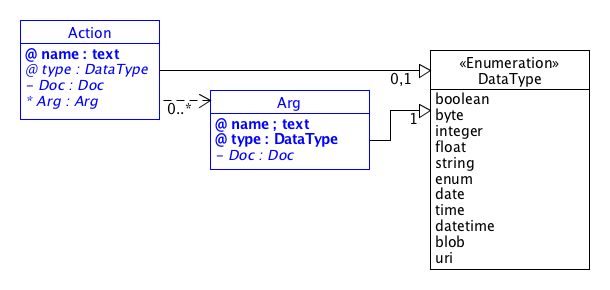 Action
@ name : text
@ type : DataType
- Doc : Doc
* Arg : Arg
0..*
Arg
@ name ; text
@ type : DataType
- Doc : Doc
0,1
1
«Enumeration»
DataType
boolean
byte
integer
float
string
enum
date
time
datetime
blob
uri